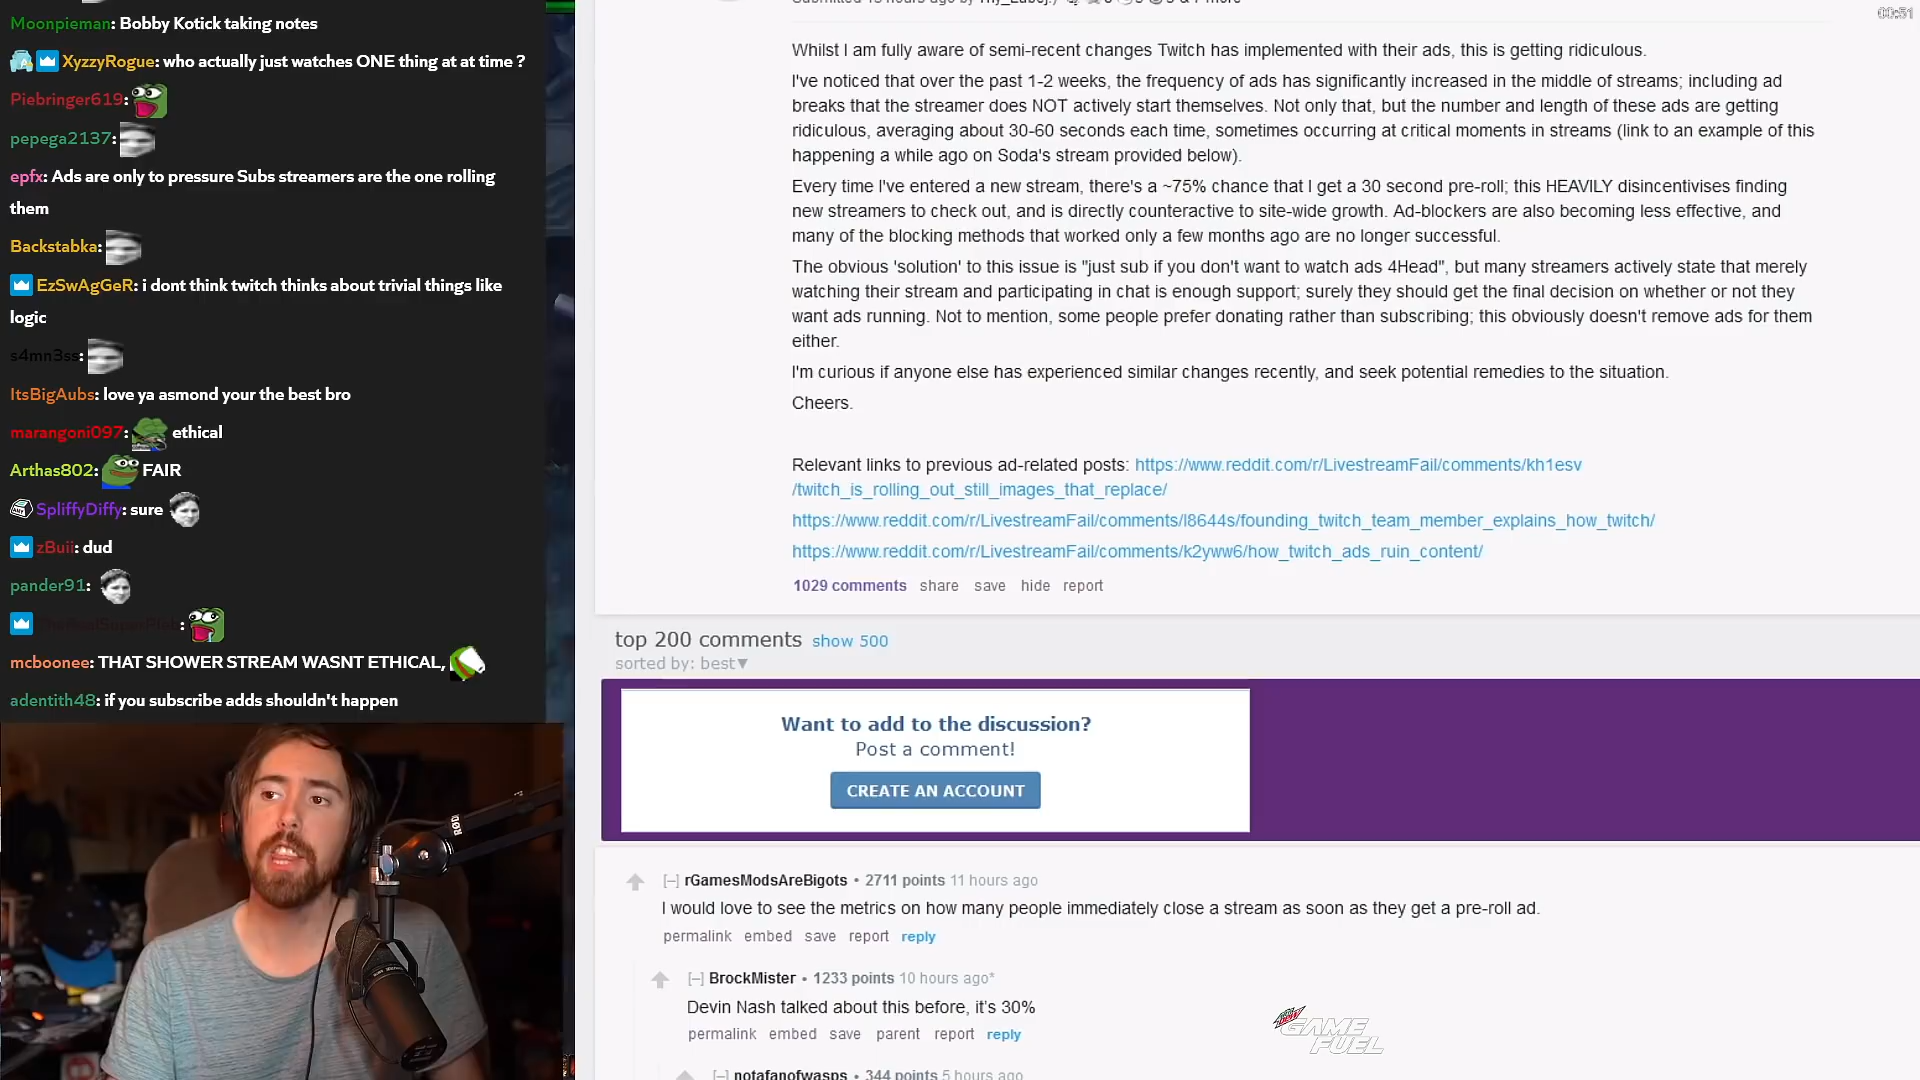 Moonpieman: Bobby Kotick taking notes
XyzzyRogue: who actually just watches ONE thing at at time ?
Piebringer619:
pepega2137:
epfx: Ads are only to pressure Subs streamers are the one rolling
them
Backstabka:
EzSwAgGeR: i dont think twitch thinks about trivial things like
logic
s4mn3ss:
ItsBigAubs: love ya asmond your the best bro
marangoni097: ethical
Arthas802: FAIR
SpliffyDiffy: sure
zBuii: dud
pander91:
mcboonee: THAT SHOWER STREAM WASNT ETHICAL,
adentith48: if you subscribe adds shouldn't happen
RØDE
00:51
Whilst I am fully aware of semi-recent changes Twitch has implemented with their ads, this is getting ridiculous.
I've noticed that over the past 1-2 weeks, the frequency of ads has significantly increased in the middle of streams; including ad
breaks that the streamer does NOT actively start themselves. Not only that, but the number and length of these ads are getting
ridiculous, averaging about 30-60 seconds each time, sometimes occurring at critical moments in streams (link to an example of this
happening a while ago on Soda's stream provided below).
Every time I've entered a new stream, there's a ~75% chance that I get a 30 second pre-roll; this HEAVILY disincentivises finding
new streamers to check out, and is directly counteractive to site-wide growth. Ad-blockers are also becoming less effective, and
many of the blocking methods that worked only a few months ago are no longer successful.
The obvious 'solution' to this issue is "just sub if you don't want to watch ads 4Head", but many streamers actively state that merely
watching their stream and participating in chat is enough support; surely they should get the final decision on whether or not they
want ads running. Not to mention, some people prefer donating rather than subscribing; this obviously doesn't remove ads for them
either.
I'm curious if anyone else has experienced similar changes recently, and seek potential remedies to the situation.
Cheers.
Relevant links to previous ad-related posts: https://www.reddit.com/r/LivestreamFail/comments/kh1esv
/twitch_is_rolling_out_still_images_that_replace/
https://www.reddit.com/r/LivestreamFail/comments/l8644s/founding_twitch_team_member_explains_how_twitch/
https://www.reddit.com/r/LivestreamFail/comments/k2yww6/how_twitch_ads_ruin_content/
1029 comments share save hide report
top 200 comments show 500
sorted by: best▼
Want to add to the discussion?
Post a comment!
CREATE AN ACCOUNT
[–] rGamesModsAreBigots • 2711 points 11 hours ago
I would love to see the metrics on how many people immediately close a stream as soon as they get a pre-roll ad.
permalink embed save report reply
[–] BrockMister • 1233 points 10 hours ago*
Devin Nash talked about this before, it's 30%
permalink embed save parent report reply
[–] notafanofwasps • 344 points 5 hours ago
GAME FUEL